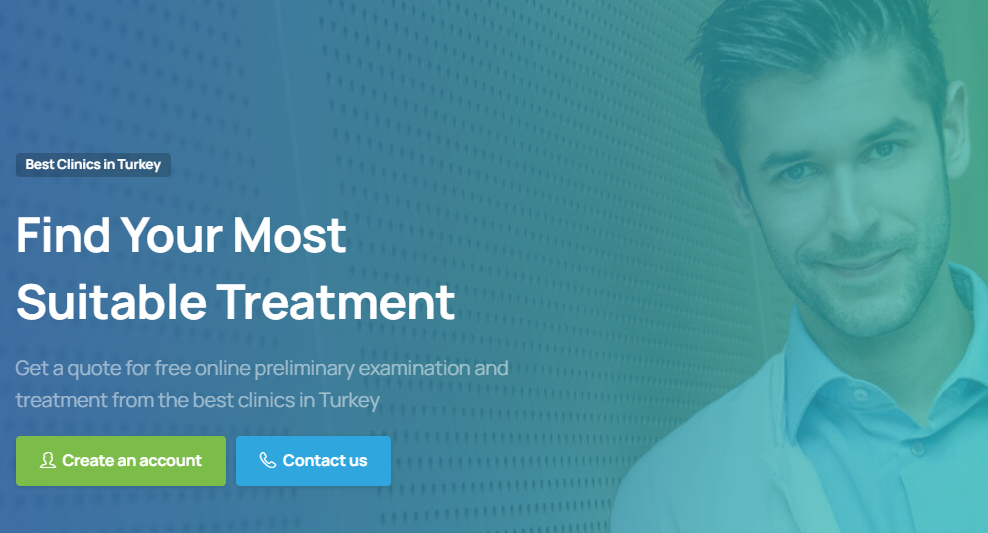 Best Clinics in Turkey
Find Your Most
Suitable Treatment
Get a quote for free online preliminary examination and
treatment from the best clinics in Turkey
Create an account
Contact us